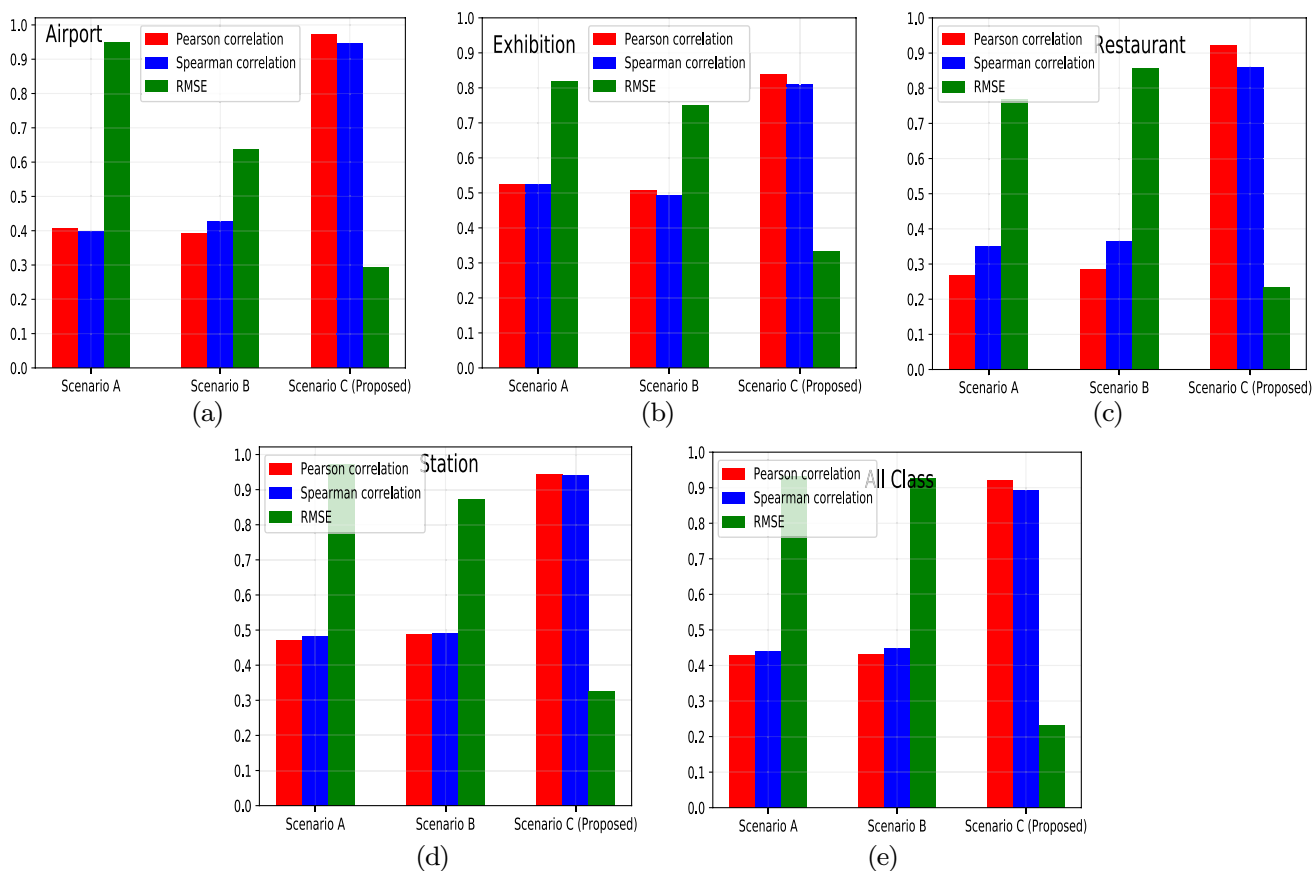 Airport
Pearson correlation
Spearman correlation
RMSE
1.0
0.9
0.8
0.7
0.6
0.5
0.4
0.3
0.2
0.1
0.0
Scenario A
Scenario B
Scenario C (Proposed)
(a)
Exhibition
Pearson correlation
Spearman correlation
RMSE
1.0
0.9
0.8
0.7
0.6
0.5
0.4
0.3
0.2
0.1
0.0
Scenario A
Scenario B
Scenario C (Proposed)
(b)
Restaurant
Pearson correlation
Spearman correlation
RMSE
1.0
0.9
0.8
0.7
0.6
0.5
0.4
0.3
0.2
0.1
0.0
Scenario A
Scenario B
Scenario C (Proposed)
(c)
Station
Pearson correlation
Spearman correlation
RMSE
1.0
0.9
0.8
0.7
0.6
0.5
0.4
0.3
0.2
0.1
0.0
Scenario A
Scenario B
Scenario C (Proposed)
(d)
All Class
Pearson correlation
Spearman correlation
RMSE
1.0
0.9
0.8
0.7
0.6
0.5
0.4
0.3
0.2
0.1
0.0
Scenario A
Scenario B
Scenario C (Proposed)
(e)